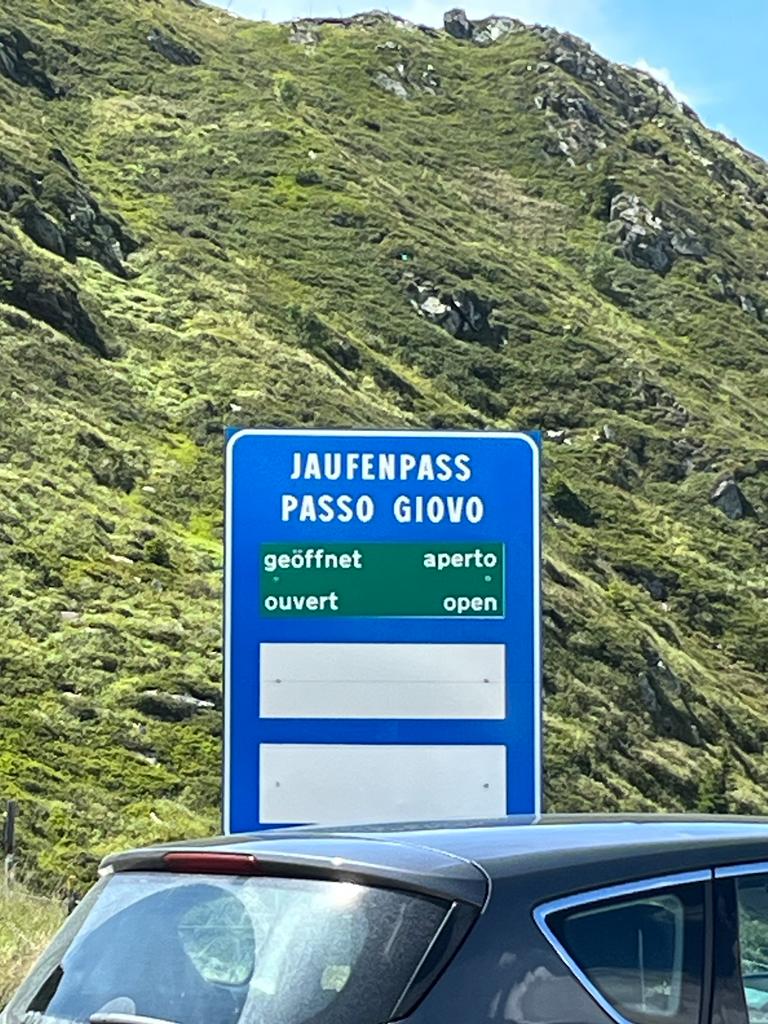 JAUFENPASS
PASSO GIOVO
geöffnet aperto
ouvert open